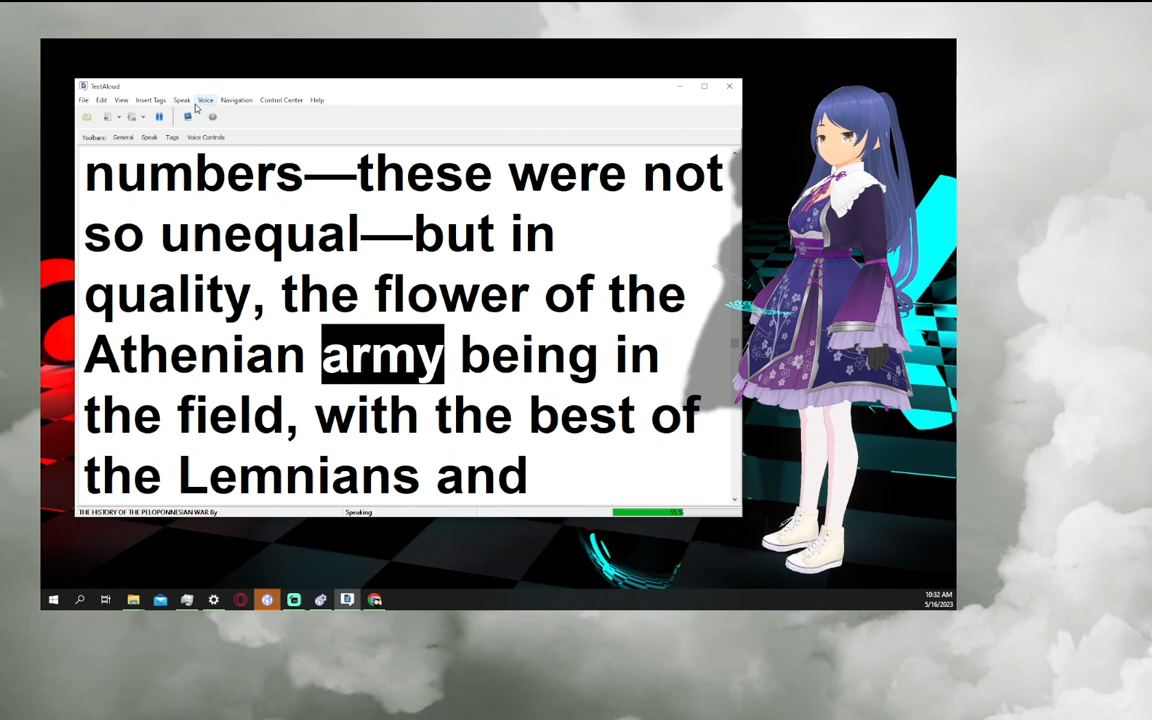 TextAloud
File Edit View Insert Tags Speak Voice Navigation Control Center Help
Toolbars: General Speak Tags Voice Controls
numbers—these were not
so unequal—but in
quality, the flower of the
Athenian army being in
the field, with the best of
the Lemnians and
THE HISTORY OF THE PELOPONNESIAN WAR By Speaking 55%
10:32 AM
5/16/2023